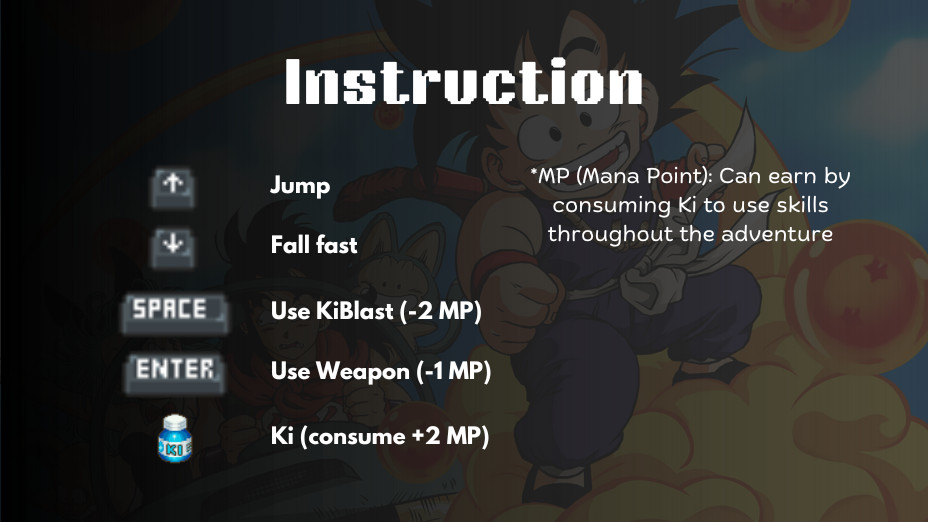 Instruction
Jump
*MP (Mana Point): Can earn by
consuming Ki to use skills
throughout the adventure
Fall fast
SPACE Use KiBlast (-2 MP)
ENTER Use Weapon (-1 MP)
KI Ki (consume +2 MP)